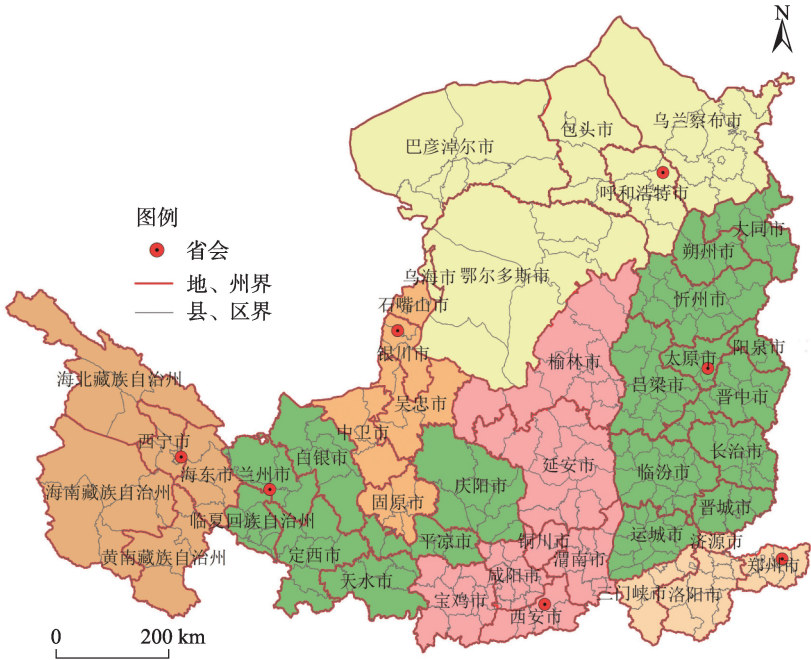 N
乌兰察布市
包头市
巴彦淖尔市
呼和浩特市
图例
省会
地、州界
县、区界
大同市
朔州市
乌海市
鄂尔多斯市
忻州市
石嘴山市
银川市
榆林市
太原市
阳泉市
海北藏族自治州
吕梁市
晋中市
吴忠市
中卫市
西宁市
海东市
兰州市
白银市
延安市
临汾市
长治市
海南藏族自治州
庆阳市
固原市
晋城市
临夏回族自治州
黄南藏族自治州
定西市
平凉市
铜川市
渭南市
运城市
济源市
郑州市
天水市
咸阳市
宝鸡市
西安市
三门峡市
洛阳市
0
200 km